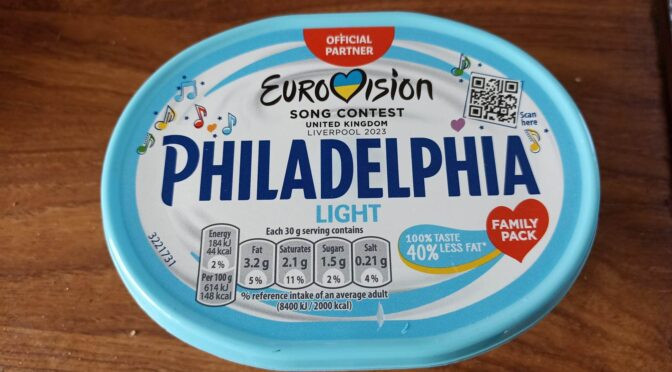 OFFICIAL
PARTNER
EUROVISION
SONG CONTEST
UNITED KINGDOM
LIVERPOOL 2023
Scan
here
PHILADELPHIA
LIGHT
Each 30 g serving contains
Energy
184 kJ
44 kcal
2%
Per 100 g
614 kJ
148 kcal
Fat
3.2 g
5%
Saturates
2.1 g
11%
Sugars
1.5 g
2%
Salt
0.21 g
4%
% reference intake of an average adult
(8400 kJ / 2000 kcal)
100% TASTE
40% LESS FAT*
FAMILY
PACK
3221731